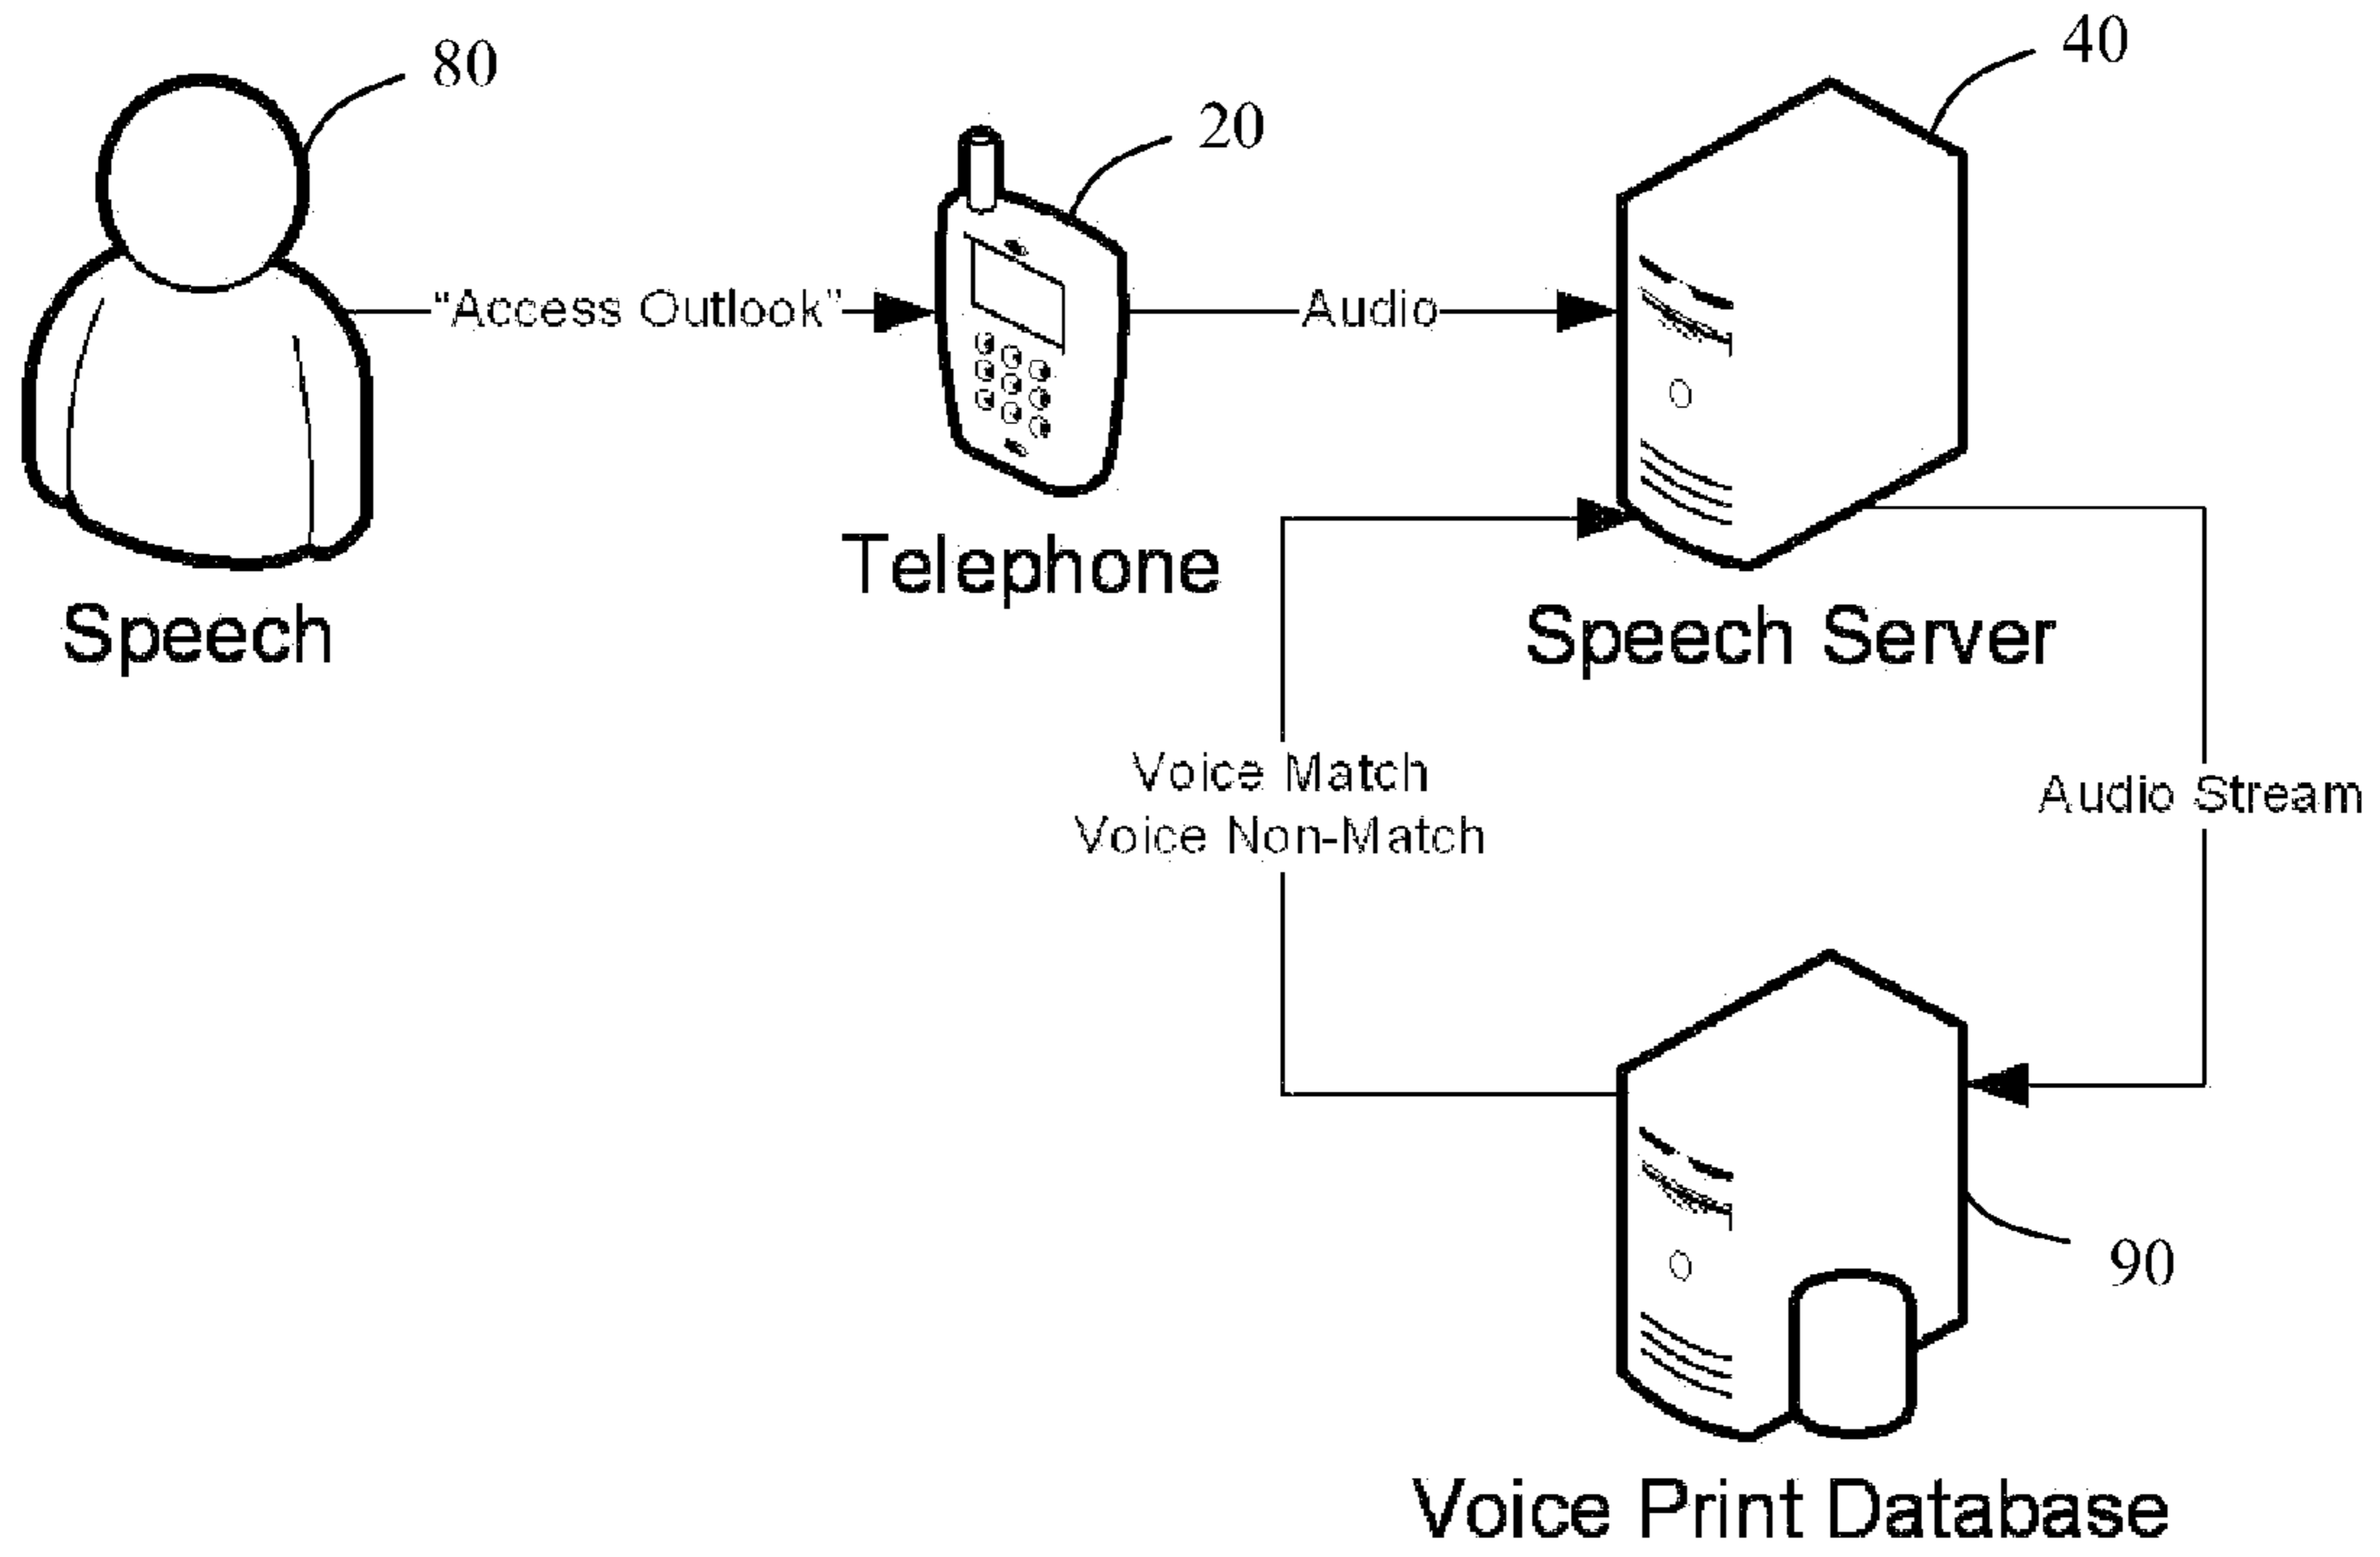 80
20
40
“Access Outlook”
Audio
Telephone
Speech
Speech Server
Voice Match
Voice Non-Match
Audio Stream
90
Voice Print Database